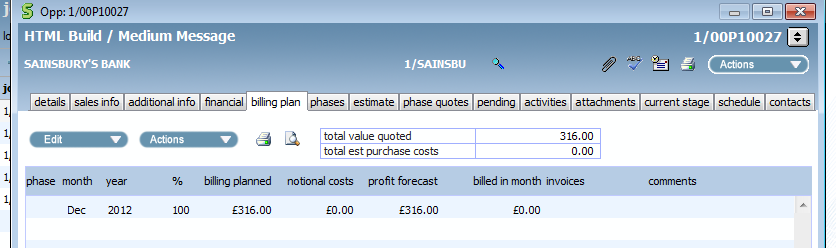 Opp: 1/00P10027
HTML Build / Medium Message 1/00P10027
SAINSBURY'S BANK 1/SAINSBU ABC Actions
details sales info additional info financial billing plan phases estimate phase quotes pending activities attachments current stage schedule contacts
Edit Actions
total value quoted 316.00
total est purchase costs 0.00
phase month year % billing planned notional costs profit forecast billed in month invoices comments
Dec 2012 100 £316.00 £0.00 £316.00 £0.00